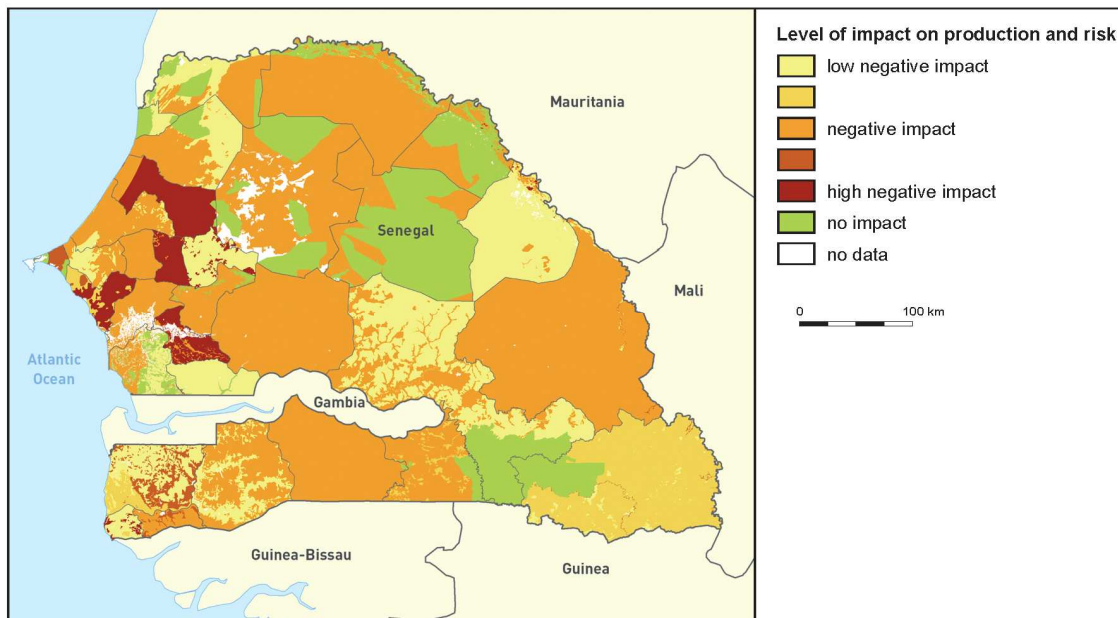 Level of impact on production and risk
low negative impact
negative impact
high negative impact
no impact
no data
0 100 km
Mauritania
Senegal
Mali
Atlantic
Ocean
Gambia
Guinea-Bissau
Guinea